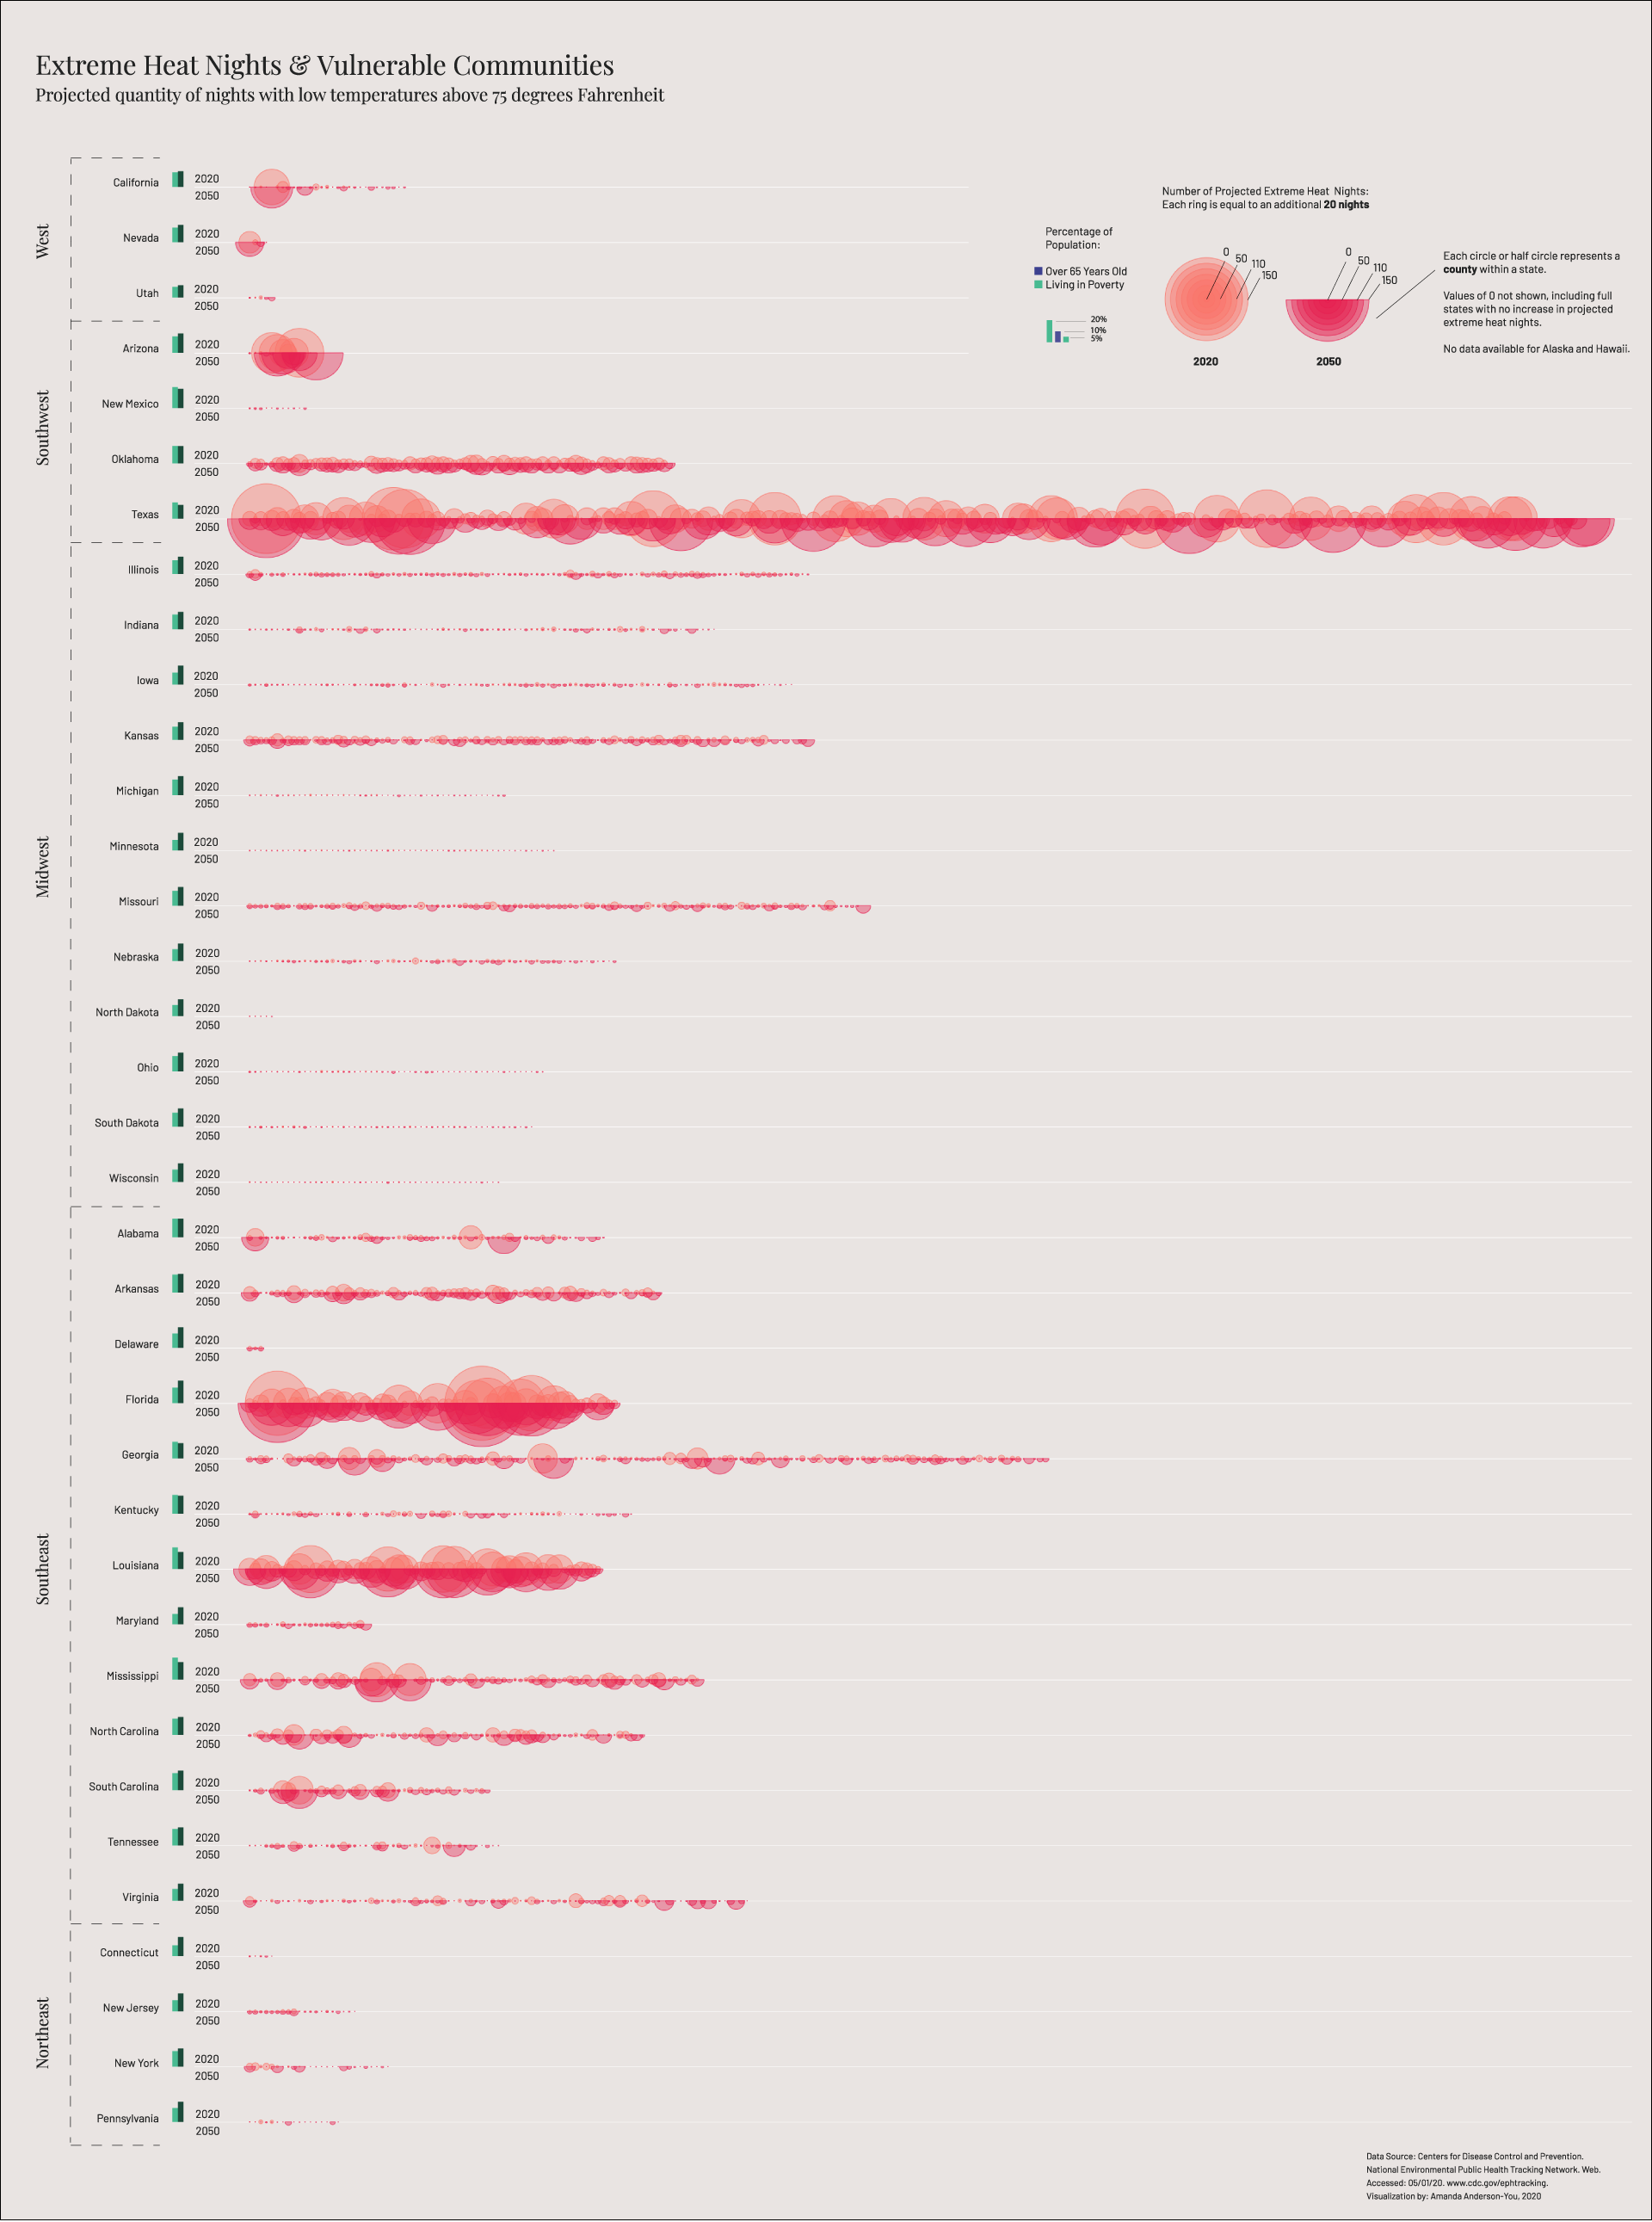 Extreme Heat Nights & Vulnerable Communities
Projected quantity of nights with low temperatures above 75 degrees Fahrenheit
Number of Projected Extreme Heat Nights:
Each ring is equal to an additional 20 nights
Percentage of
Population:
Over 65 Years Old
Living in Poverty
20%
10%
5%
0
50
110
150
2020
0
50
110
150
2050
Each circle or half circle represents a
county within a state.
Values of 0 not shown, including full
states with no increase in projected
extreme heat nights.
No data available for Alaska and Hawaii.
West
California
2020
2050
Nevada
2020
2050
Utah
2020
2050
Southwest
Arizona
2020
2050
New Mexico
2020
2050
Oklahoma
2020
2050
Texas
2020
2050
Midwest
Illinois
2020
2050
Indiana
2020
2050
Iowa
2020
2050
Kansas
2020
2050
Michigan
2020
2050
Minnesota
2020
2050
Missouri
2020
2050
Nebraska
2020
2050
North Dakota
2020
2050
Ohio
2020
2050
South Dakota
2020
2050
Wisconsin
2020
2050
Southeast
Alabama
2020
2050
Arkansas
2020
2050
Delaware
2020
2050
Florida
2020
2050
Georgia
2020
2050
Kentucky
2020
2050
Louisiana
2020
2050
Maryland
2020
2050
Mississippi
2020
2050
North Carolina
2020
2050
South Carolina
2020
2050
Tennessee
2020
2050
Virginia
2020
2050
Northeast
Connecticut
2020
2050
New Jersey
2020
2050
New York
2020
2050
Pennsylvania
2020
2050
Data Source: Centers for Disease Control and Prevention.
National Environmental Public Health Tracking Network. Web.
Accessed: 05/01/20. www.cdc.gov/ephtracking.
Visualization by: Amanda Anderson-You, 2020